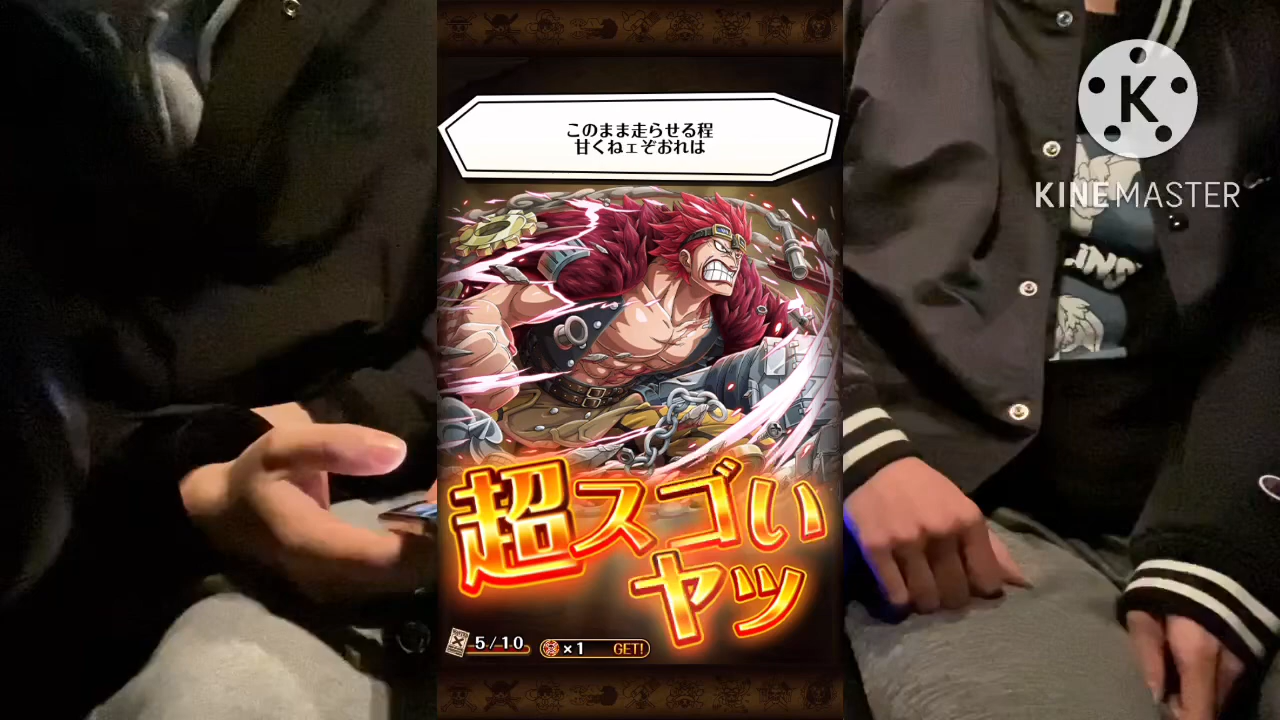 このまま走らせる程
甘くねェぞおれは
K
KINEMASTER
超スゴい
ヤツ
5/10
×1 GET!